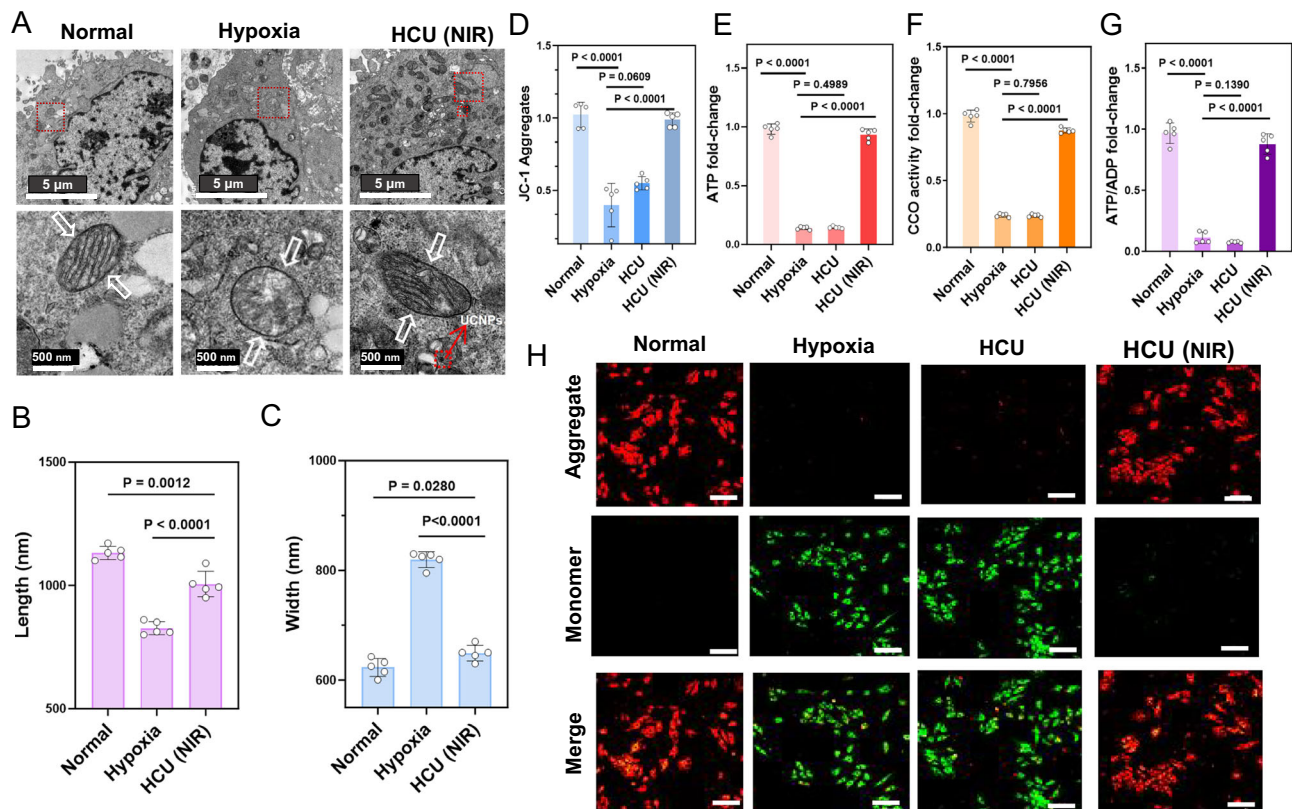 A
Normal
Hypoxia
HCU (NIR)
5 μm
5 μm
5 μm
500 nm
500 nm
500 nm
UCNPs
B
Length (nm)
1500
1000
500
P = 0.0012
P < 0.0001
Normal
Hypoxia
HCU (NIR)
C
Width (nm)
1000
800
600
P = 0.0280
P<0.0001
Normal
Hypoxia
HCU (NIR)
D
JC-1 Aggregates
1.5
1.0
0.5
P < 0.0001
P = 0.0609
P < 0.0001
Normal
Hypoxia
HCU
HCU (NIR)
E
ATP fold-change
1.5
1.0
0.5
0.0
P < 0.0001
P = 0.4989
P < 0.0001
Normal
Hypoxia
HCU
HCU (NIR)
F
CCO activity fold-change
1.5
1.0
0.5
0.0
P < 0.0001
P = 0.7956
P < 0.0001
Normal
Hypoxia
HCU
HCU (NIR)
G
ATP/ADP fold-change
1.5
1.0
0.50
0.0
P < 0.0001
P = 0.1390
P < 0.0001
Normal
Hypoxia
HCU
HCU (NIR)
H
Normal
Hypoxia
HCU
HCU (NIR)
Aggregate
Monomer
Merge